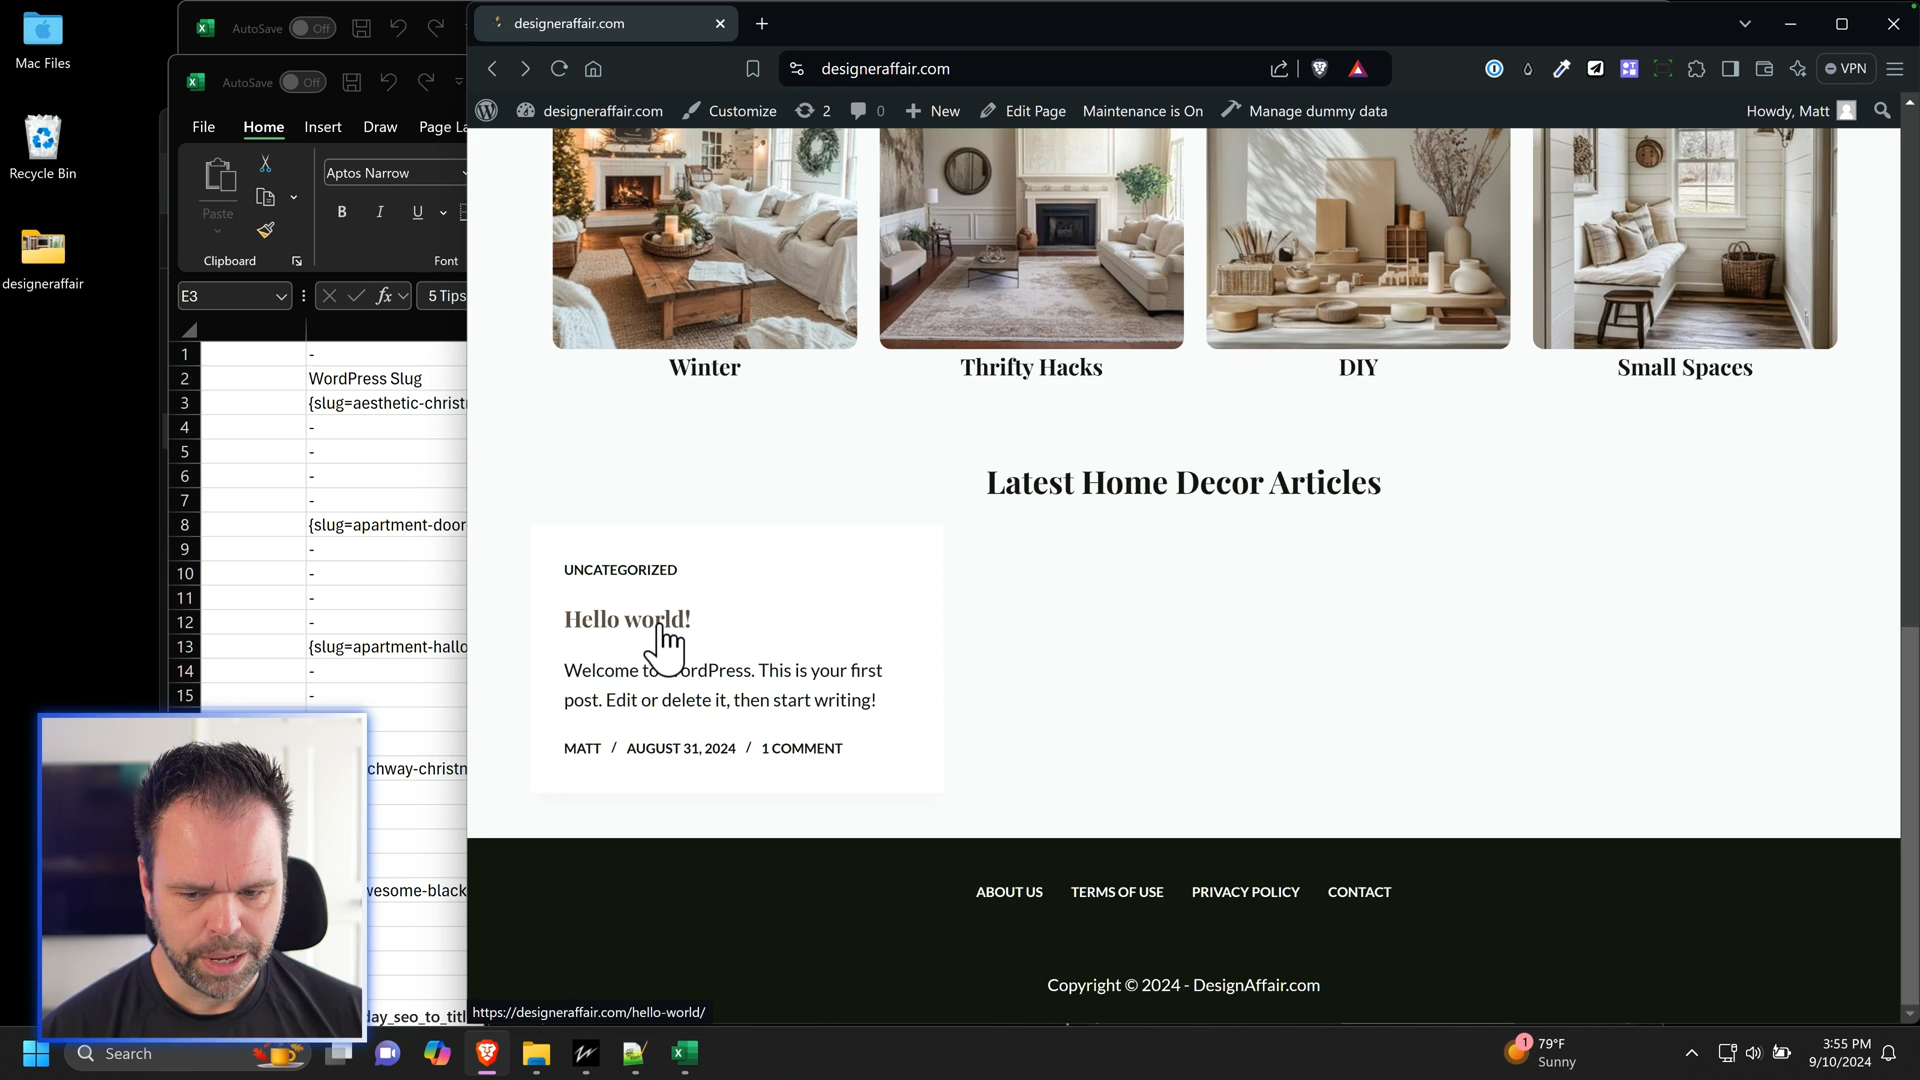 Mac Files
Recycle Bin
designeraffair
AutoSave Off
AutoSave Off
File Home Insert Draw Page La
Paste
Aptos Narrow
B I U
Clipboard
Font
E3
fx
5 Tips
1 -
2 WordPress Slug
3 {slug=aesthetic-christ
4 -
5 -
6 -
7 -
8 {slug=apartment-door
9 -
10 -
11 -
12 -
13 {slug=apartment-hallo
14 -
15 -
chway-christn
wesome-black
day_seo_to_titl
designeraffair.com
designeraffair.com
VPN
designeraffair.com Customize 2 0 New Edit Page Maintenance is On Manage dummy data Howdy, Matt
Winter
Thrifty Hacks
DIY
Small Spaces
Latest Home Decor Articles
UNCATEGORIZED
Hello world!
Welcome to WordPress. This is your first
post. Edit or delete it, then start writing!
MATT / AUGUST 31, 2024 / 1 COMMENT
ABOUT US TERMS OF USE PRIVACY POLICY CONTACT
Copyright © 2024 - DesignAffair.com
https://designeraffair.com/hello-world/
Search
1
79°F
Sunny
3:55 PM
9/10/2024